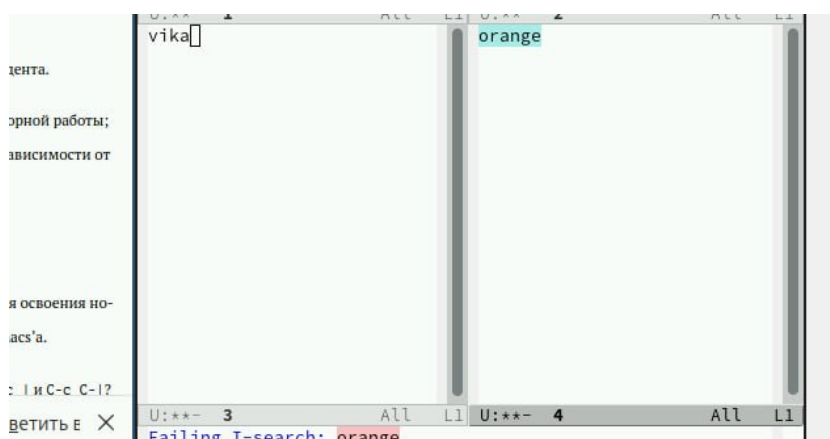 U:** 1 All L1 U:** 2 All L1
vika orange
дента.
орной работы;
ависимости от
я освоения но-
acs'a.
c | и C-c C-|?
ветить в
U:**- 3 All L1 U:**- 4 All L1
Failing I-search: orange